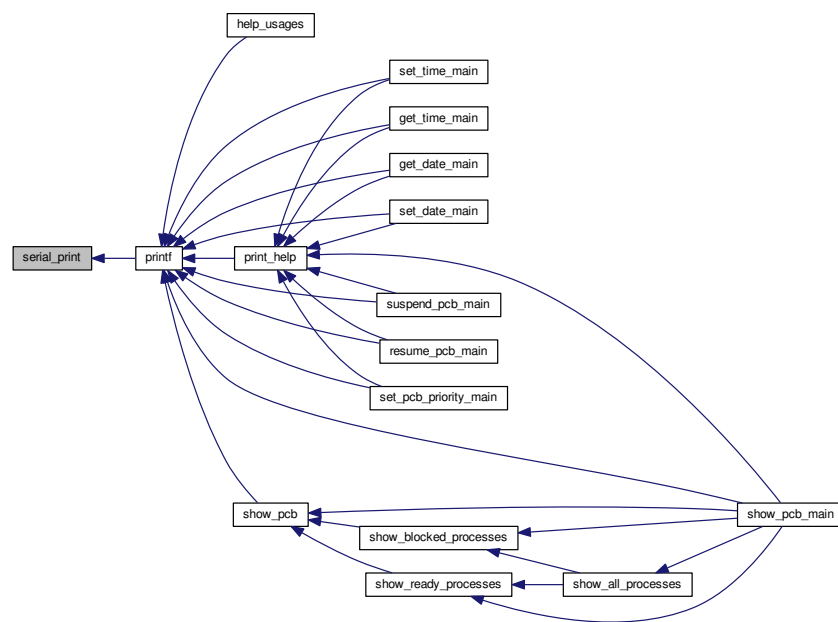 help_usages
set_time_main
get_time_main
get_date_main
set_date_main
serial_print
printf
print_help
suspend_pcb_main
resume_pcb_main
set_pcb_priority_main
show_pcb
show_pcb_main
show_blocked_processes
show_ready_processes
show_all_processes